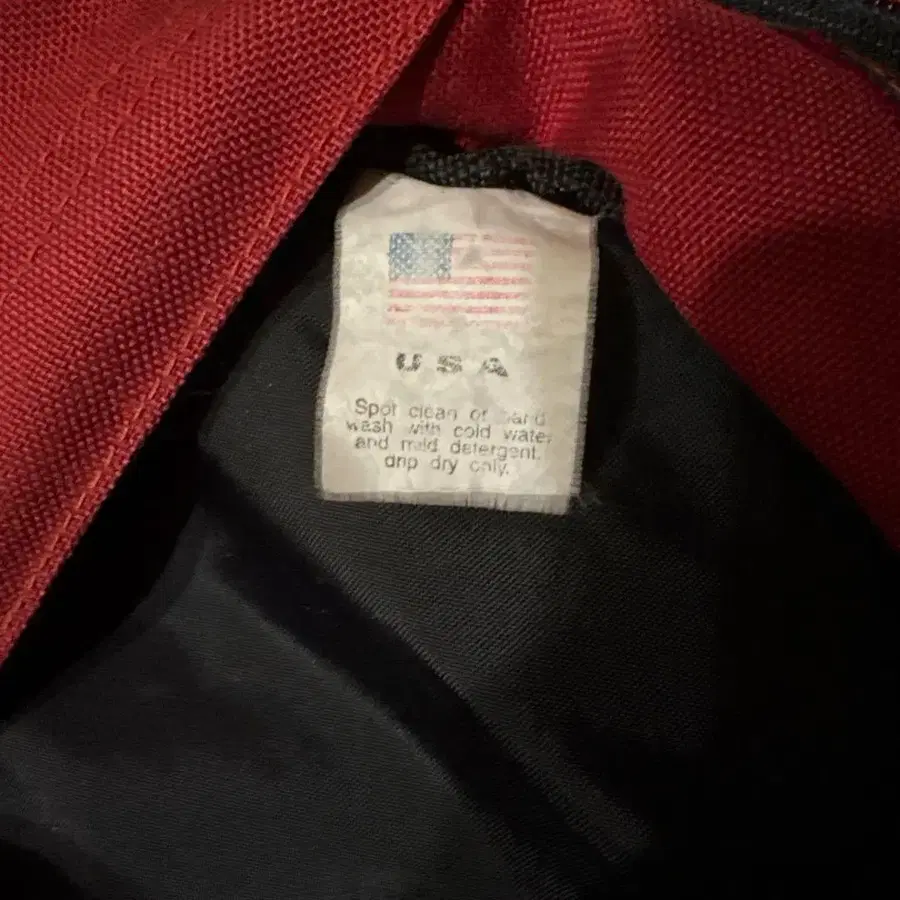 USA
Spot clean or hand
wash with cold water
and mild detergent.
drip dry only.